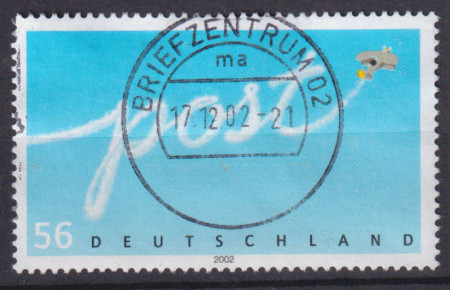 BRIEFZENTRUM 02
ma
17.12.02-21
post
56 DEUTSCHLAND
2002